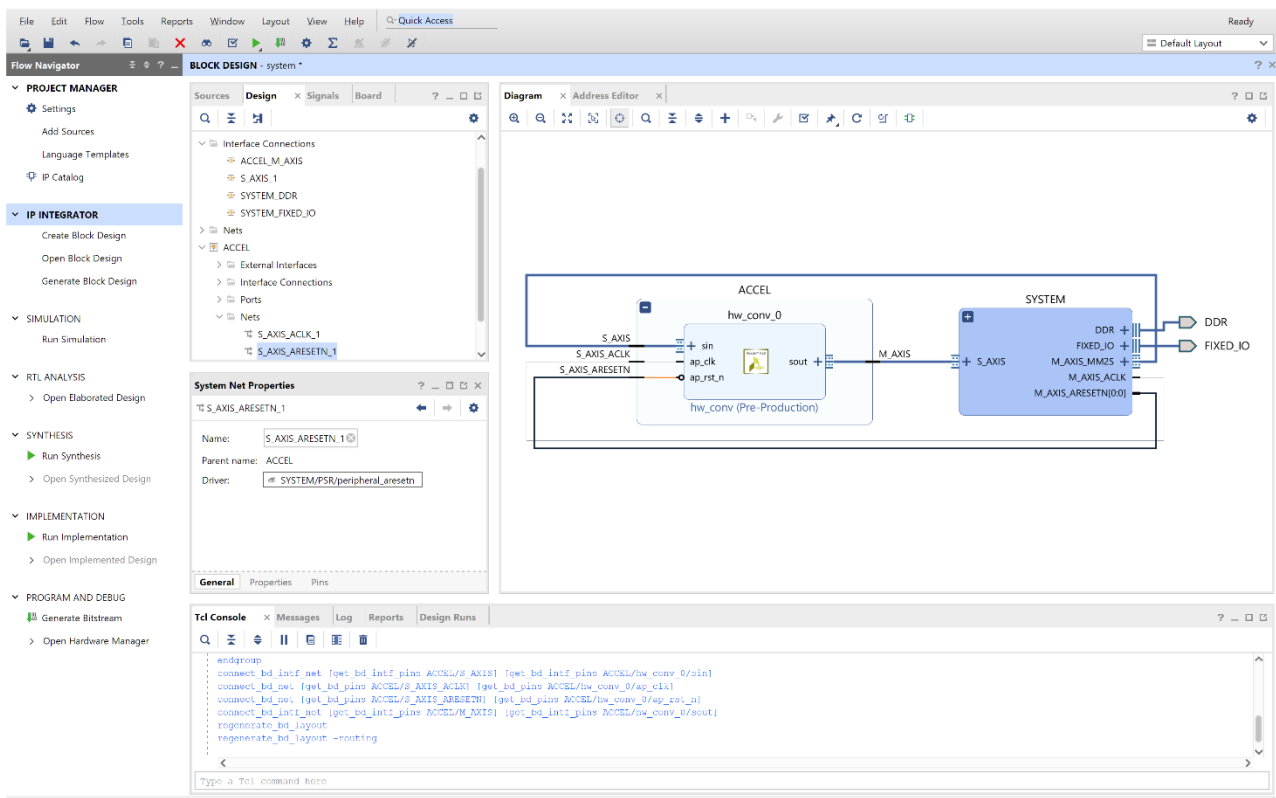 File Edit Flow Tools Reports Window Layout View Help Quick Access Ready
Default Layout
Flow Navigator
PROJECT MANAGER
Settings
Add Sources
Language Templates
IP Catalog
IP INTEGRATOR
Create Block Design
Open Block Design
Generate Block Design
SIMULATION
Run Simulation
RTL ANALYSIS
Open Elaborated Design
SYNTHESIS
Run Synthesis
Open Synthesized Design
IMPLEMENTATION
Run Implementation
Open Implemented Design
PROGRAM AND DEBUG
Generate Bitstream
Open Hardware Manager
BLOCK DESIGN - system *
Sources Design Signals Board
Interface Connections
ACCEL_M_AXIS
S_AXIS_1
SYSTEM_DDR
SYSTEM_FIXED_IO
Nets
ACCEL
External Interfaces
Interface Connections
Ports
Nets
S_AXIS_ACLK_1
S_AXIS_ARESETN_1
System Net Properties
S_AXIS_ARESETN_1
Name: S_AXIS_ARESETN_1
Parent name: ACCEL
Driver: SYSTEM/PSR/peripheral_aresetn
General Properties Pins
Diagram Address Editor
ACCEL
hw_conv_0
S_AXIS
S_AXIS_ACLK
S_AXIS_ARESETN
sin
ap_clk
ap_rst_n
sout
hw_conv (Pre-Production)
M_AXIS
SYSTEM
S_AXIS
DDR
FIXED_IO
M_AXIS_MM2S
M_AXIS_ACLK
M_AXIS_ARESETN[0:0]
DDR
FIXED_IO
Tcl Console Messages Log Reports Design Runs
endgroup
connect_bd_intf_net [get_bd_intf_pins ACCEL/S_AXIS] [get_bd_intf_pins ACCEL/hw_conv_0/sin]
connect_bd_net [get_bd_pins ACCEL/S_AXIS_ACLK] [get_bd_pins ACCEL/hw_conv_0/ap_clk]
connect_bd_net [get_bd_pins ACCEL/S_AXIS_ARESETN] [get_bd_pins ACCEL/hw_conv_0/ap_rst_n]
connect_bd_intf_net [get_bd_intf_pins ACCEL/M_AXIS] [get_bd_intf_pins ACCEL/hw_conv_0/sout]
regenerate_bd_layout
regenerate_bd_layout -routing
Type a Tcl command here